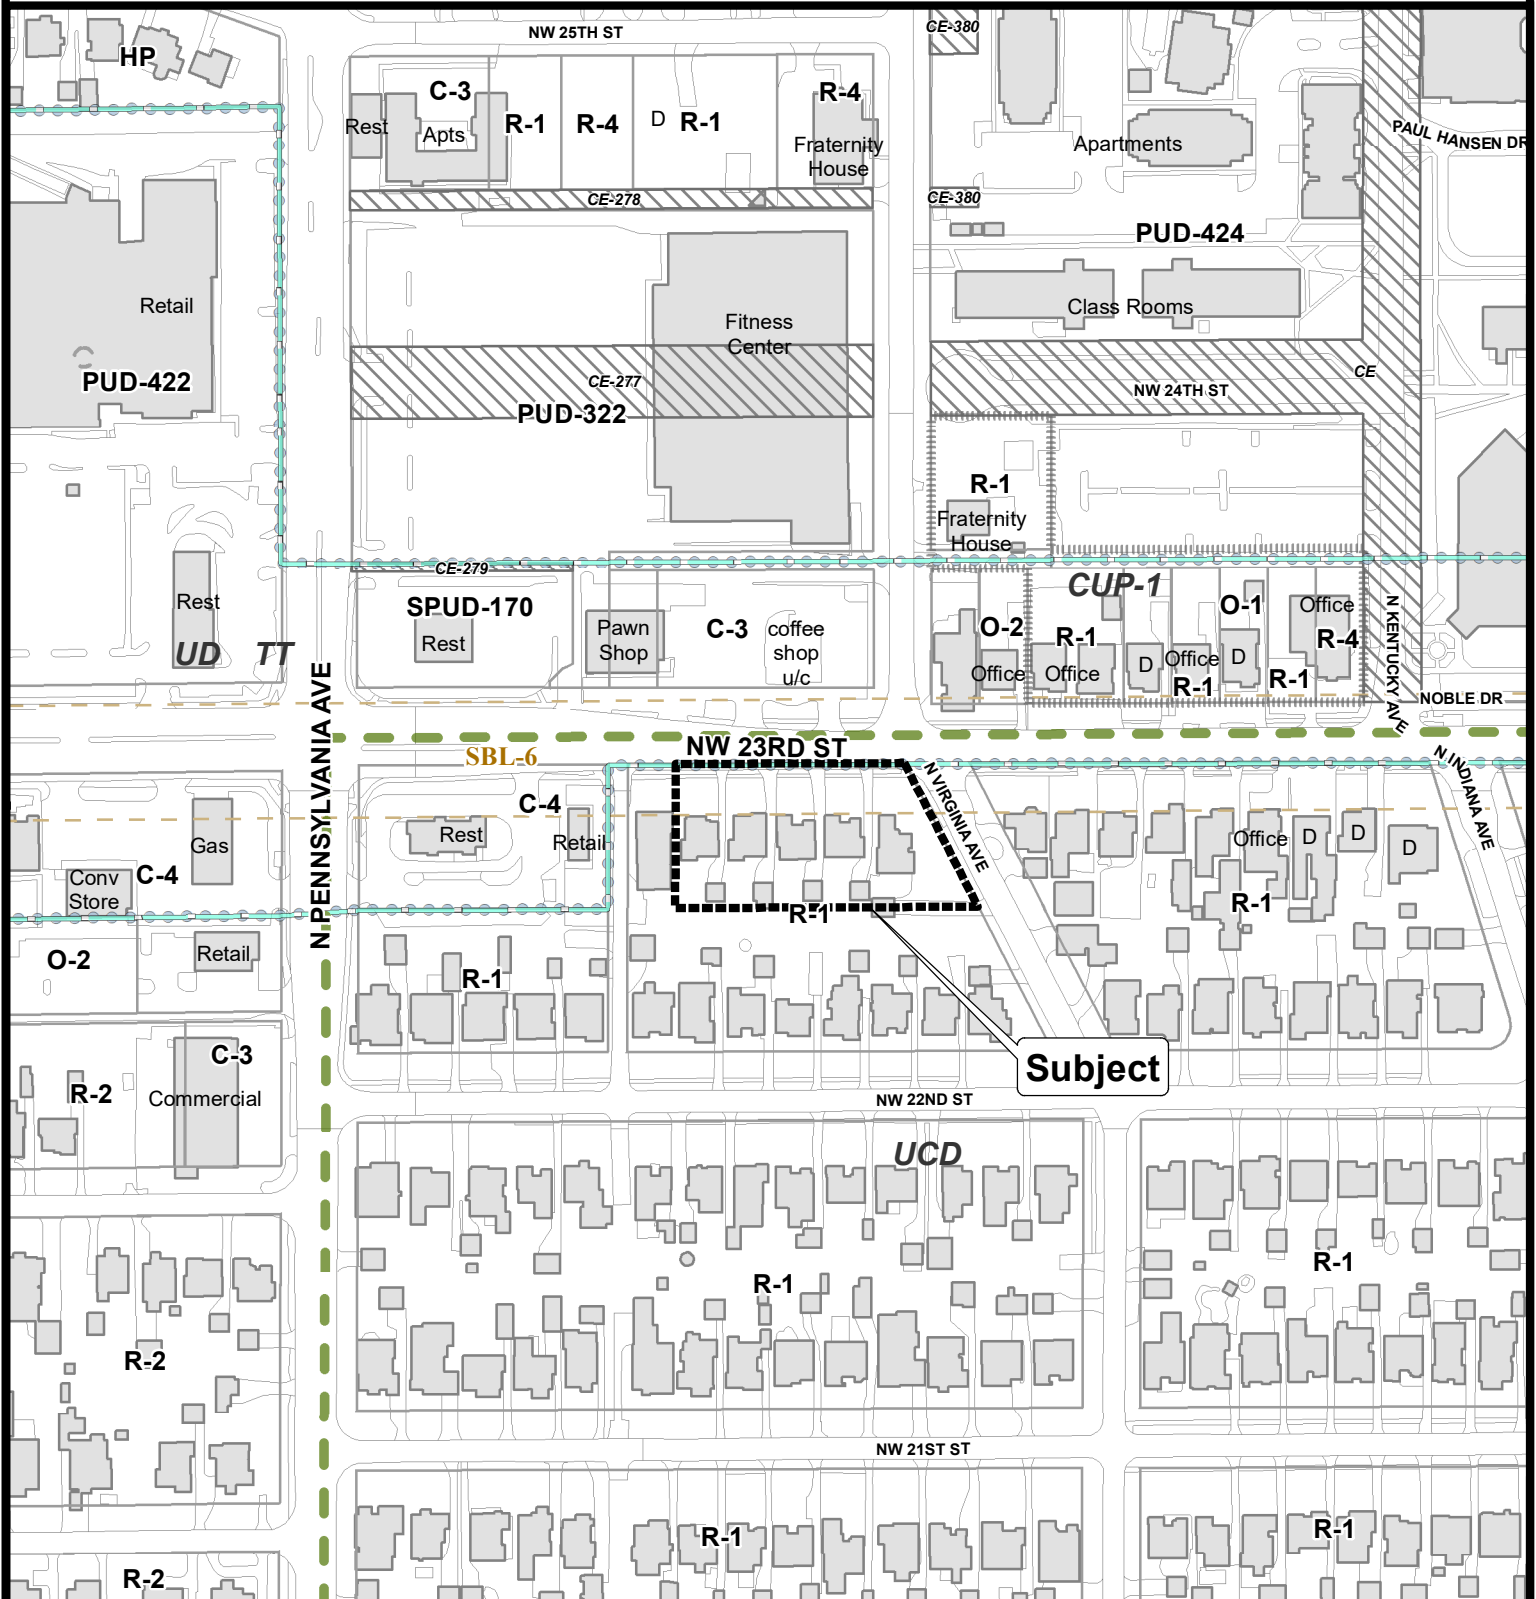 NW 25TH ST
CE-380
HP
C-3
R-4
Rest
Apts
R-1
R-4
D
R-1
Fraternity
House
Apartments
PAUL HANSEN DR
CE-278
CE-380
PUD-424
Retail
Fitness
Center
Class Rooms
PUD-422
CE-277
PUD-322
CE
NW 24TH ST
R-1
Fraternity
House
CE-279
CUP-1
Rest
SPUD-170
Rest
Pawn
Shop
C-3
coffee
shop
u/c
O-2
Office
R-1
Office
D
Office
R-1
O-1
D
R-1
Office
R-4
N KENTUCKY AVE
UD
TT
NOBLE DR
N PENNSYLVANIA AVE
SBL-6
NW 23RD ST
N VIRGINIA AVE
N INDIANA AVE
C-4
Rest
Retail
Gas
C-4
Conv
Store
Office
D
D
D
R-1
R-1
O-2
Retail
R-1
Subject
C-3
R-2
Commercial
NW 22ND ST
UCD
R-1
R-1
R-2
NW 21ST ST
R-1
R-1
R-2